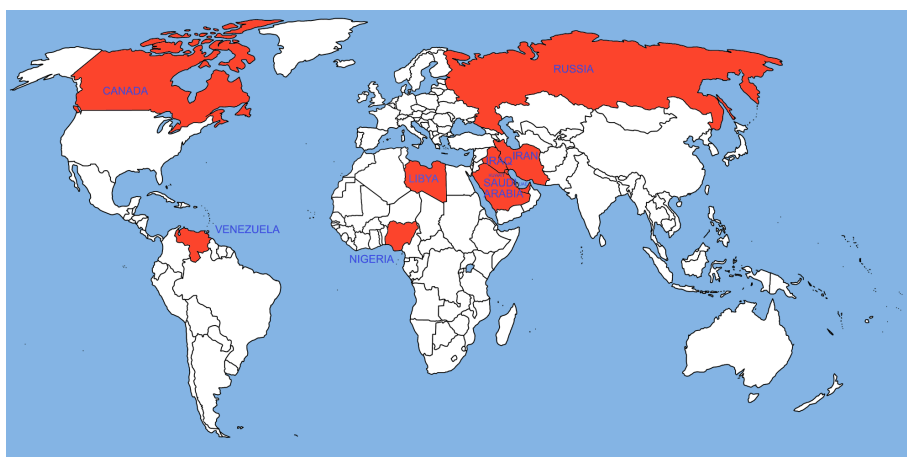 RUSSIA
CANADA
IRAN
IRAQ
LIBYA
SAUDI
ARABIA
VENEZUELA
NIGERIA